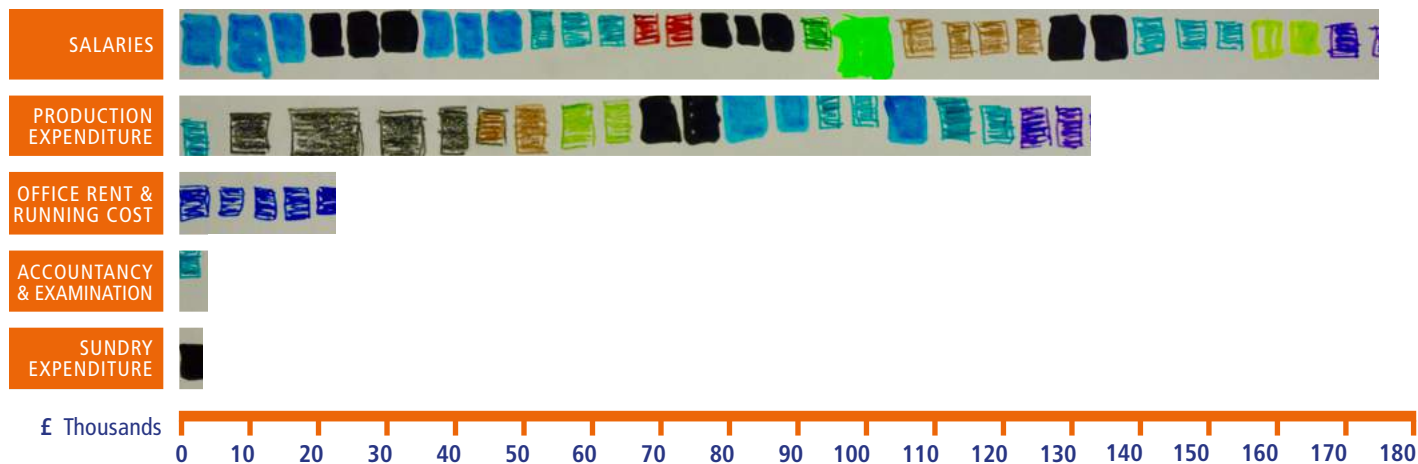 SALARIES
PRODUCTION
EXPENDITURE
OFFICE RENT &
RUNNING COST
ACCOUNTANCY
& EXAMINATION
SUNDRY
EXPENDITURE
£ Thousands
0 10 20 30 40 50 60 70 80 90 100 110 120 130 140 150 160 170 180